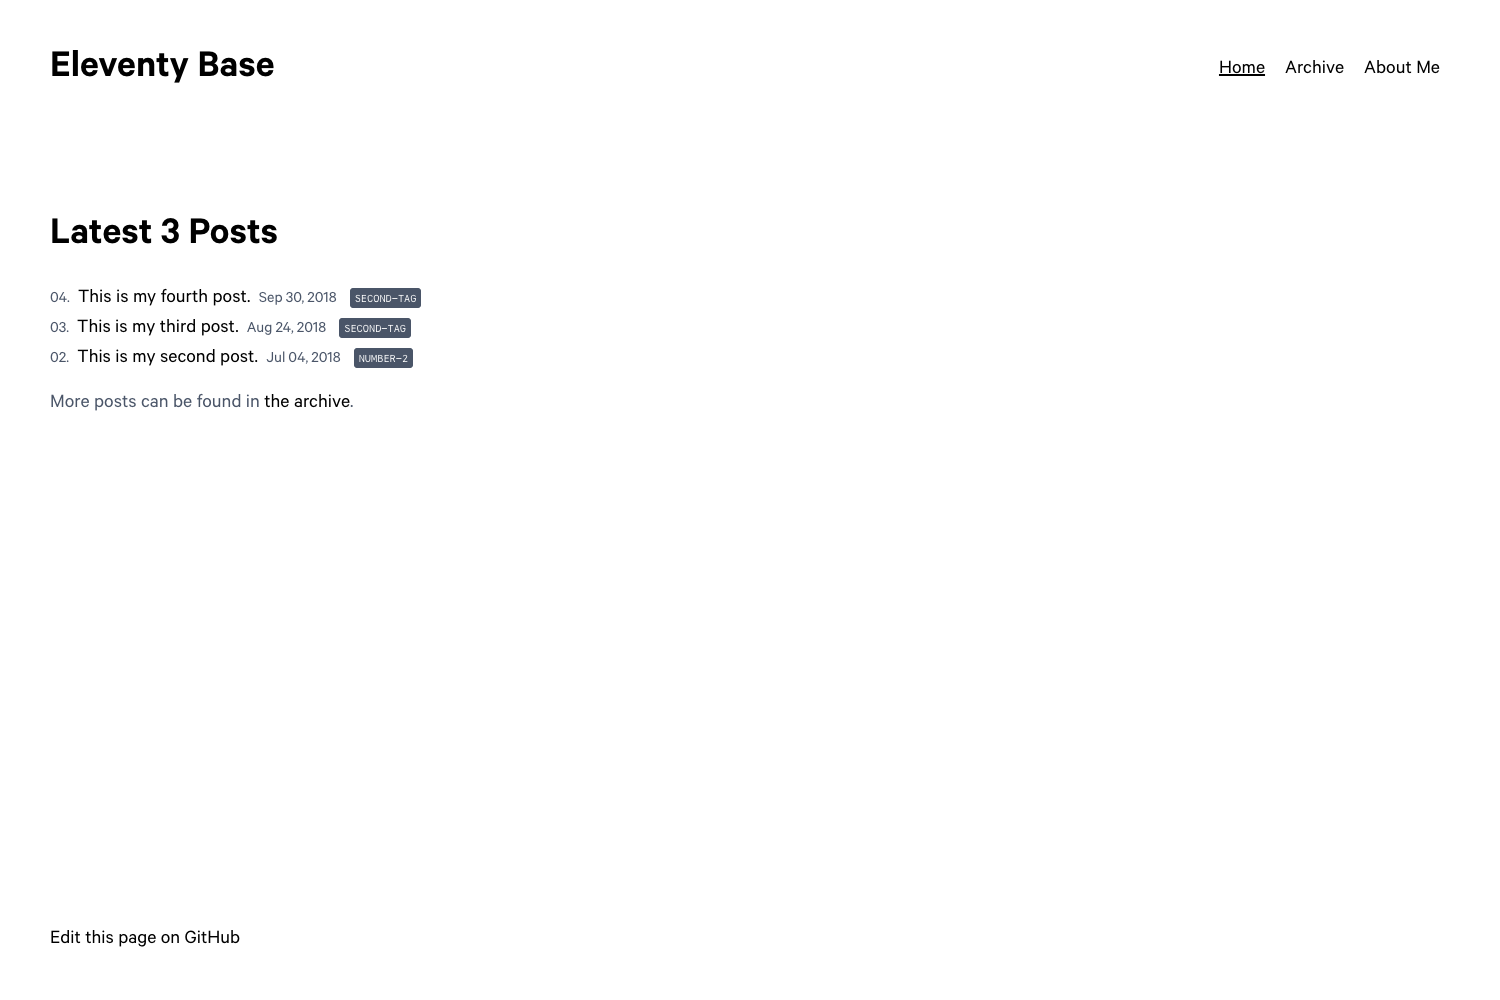 Eleventy Base
Home Archive About Me
Latest 3 Posts
04. This is my fourth post. Sep 30, 2018 SECOND-TAG
03. This is my third post. Aug 24, 2018 SECOND-TAG
02. This is my second post. Jul 04, 2018 NUMBER-2
More posts can be found in the archive.
Edit this page on GitHub